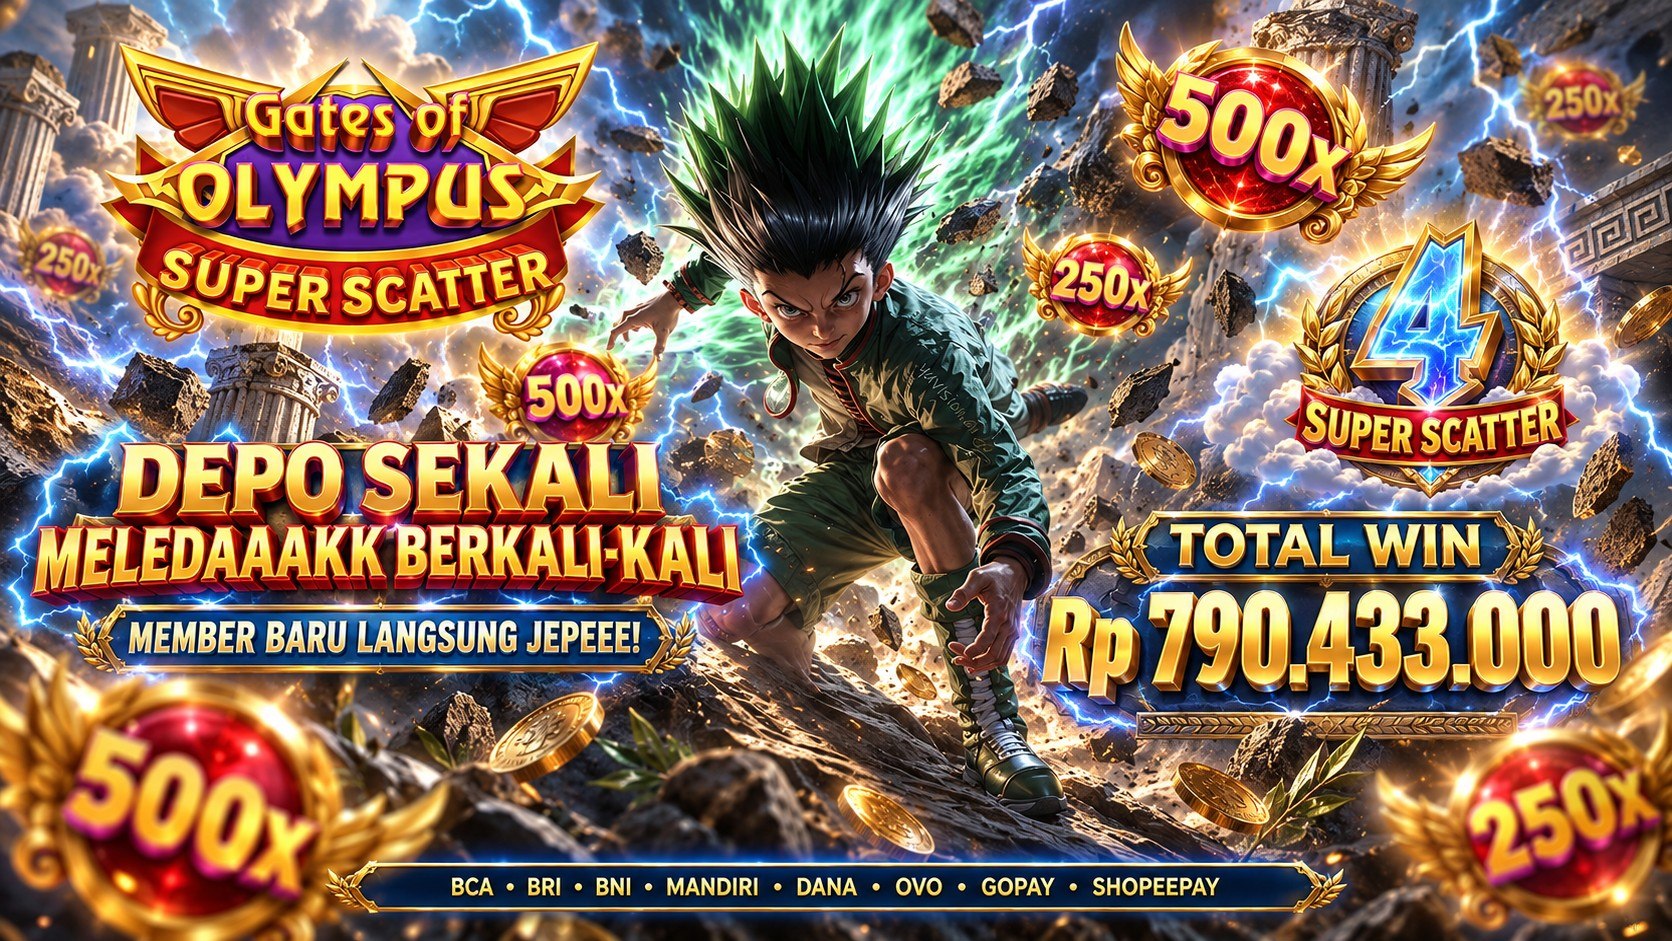 Gates of
OLYMPUS
SUPER SCATTER
250x
500x
DEPO SEKALI
MELEDAAAKK BERKALI-KALI
MEMBER BARU LANGSUNG JEPEEE!
500x
500x
250x
250x
4
SUPER SCATTER
TOTAL WIN
Rp 790.433.000
250x
BCA • BRI • BNI • MANDIRI • DANA • OVO • GOPAY • SHOPEEPAY